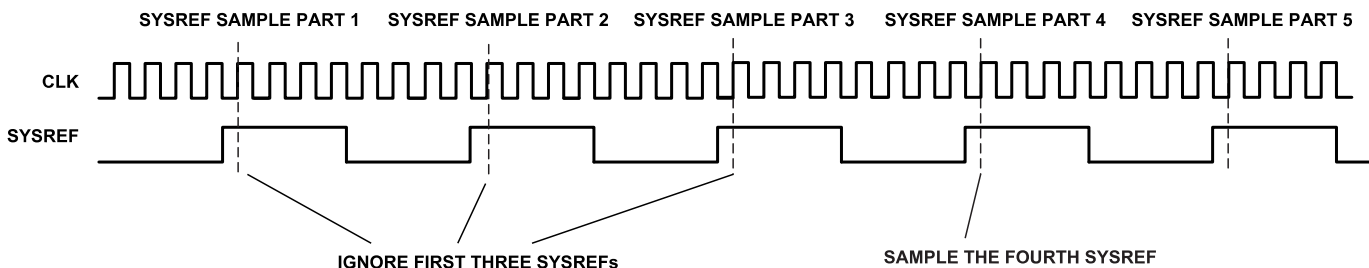 SYSREF SAMPLE PART 1
SYSREF SAMPLE PART 2
SYSREF SAMPLE PART 3
SYSREF SAMPLE PART 4
SYSREF SAMPLE PART 5
CLK
SYSREF
IGNORE FIRST THREE SYSREFs
SAMPLE THE FOURTH SYSREF